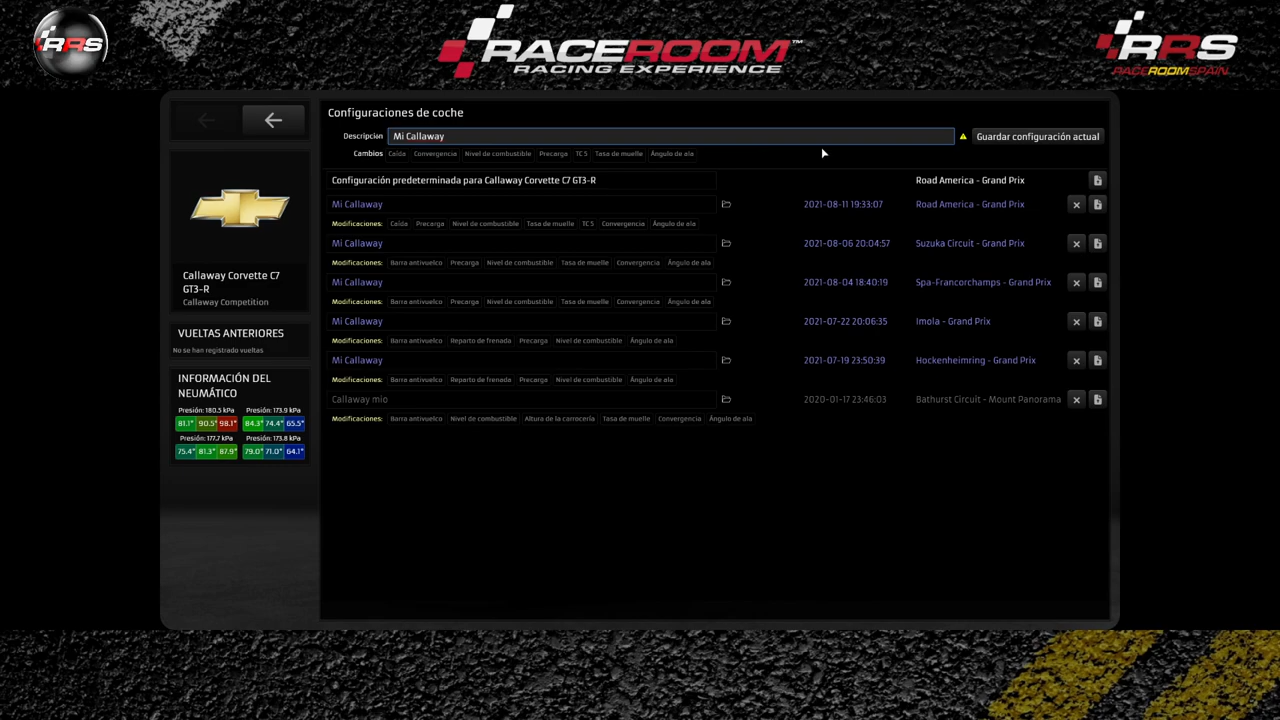 RRS
RACEROOM™
RACING EXPERIENCE
RRS
RACEROOMSPAIN
Configuraciones de coche
Descripcion Mi Callaway Guardar configuración actual
Cambios Caída Convergencia Nivel de combustible Precarga TC 5 Tasa de muelle Ángulo de ala
Callaway Corvette C7
GT3-R
Callaway Competition
VUELTAS ANTERIORES
No se han registrado vueltas
INFORMACIÓN DEL
NEUMÁTICO
Presión: 180.5 kPa Presión: 173.9 kPa
81.1° 90.5° 98.1° 84.3° 74.4° 65.5°
Presión: 177.7 kPa Presión: 173.8 kPa
75.4° 81.3° 87.9° 79.0° 71.0° 64.1°
Configuración predeterminada para Callaway Corvette C7 GT3-R Road America - Grand Prix
Mi Callaway 2021-08-11 19:33:07 Road America - Grand Prix
Modificaciones: Caída Precarga Nivel de combustible Tasa de muelle TC 5 Convergencia Ángulo de ala
Mi Callaway 2021-08-06 20:04:57 Suzuka Circuit - Grand Prix
Modificaciones: Barra antivuelco Precarga Nivel de combustible Tasa de muelle Convergencia Ángulo de ala
Mi Callaway 2021-08-04 18:40:19 Spa-Francorchamps - Grand Prix
Modificaciones: Barra antivuelco Precarga Nivel de combustible Tasa de muelle Convergencia Ángulo de ala
Mi Callaway 2021-07-22 20:06:35 Imola - Grand Prix
Modificaciones: Barra antivuelco Reparto de frenada Precarga Nivel de combustible Ángulo de ala
Mi Callaway 2021-07-19 23:50:39 Hockenheimring - Grand Prix
Modificaciones: Barra antivuelco Reparto de frenada Precarga Nivel de combustible Ángulo de ala
Callaway mio 2020-01-17 23:46:03 Bathurst Circuit - Mount Panorama
Modificaciones: Barra antivuelco Nivel de combustible Altura de la carrocería Tasa de muelle Convergencia Ángulo de ala